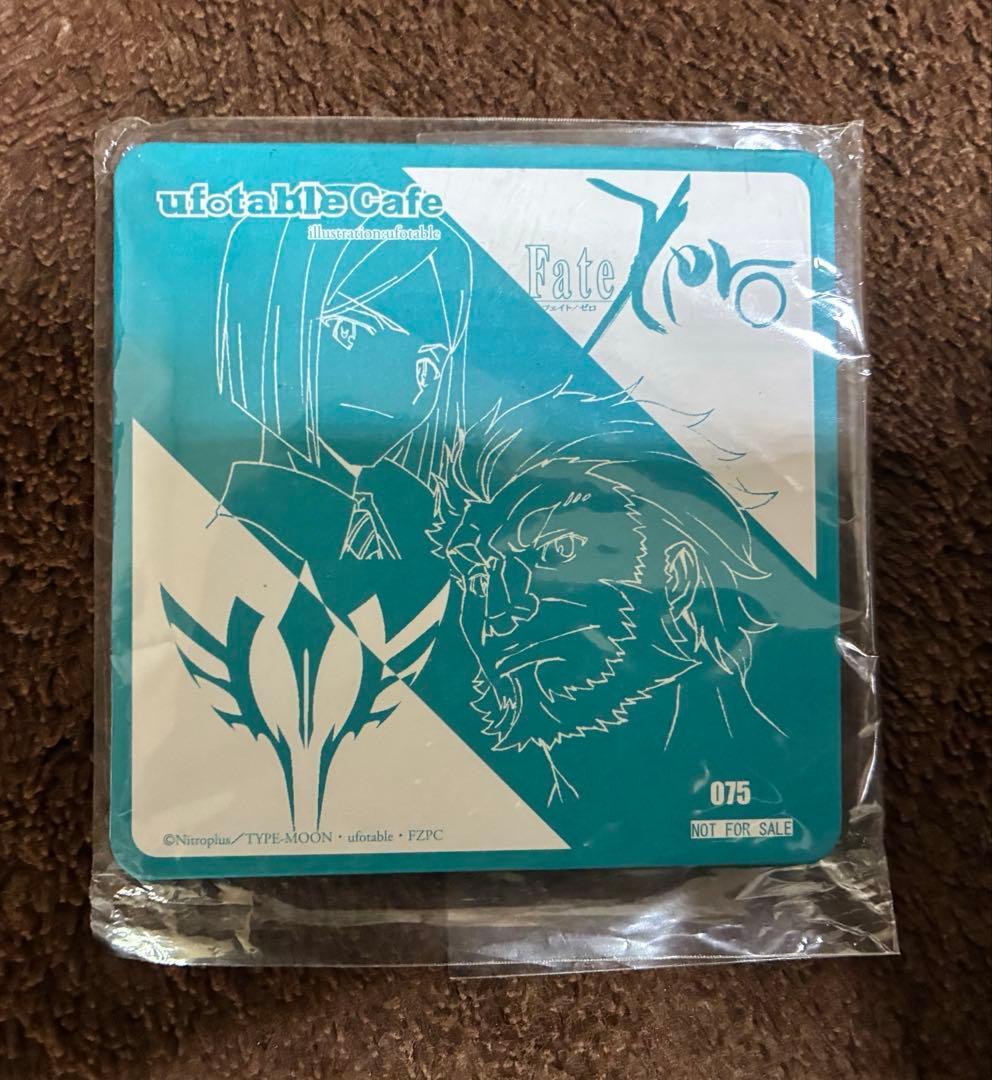 ufotable Cafe
illustration:ufotable
Fate
Zero
フェイト／ゼロ
075
NOT FOR SALE
©Nitroplus／TYPE-MOON・ufotable・FZPC